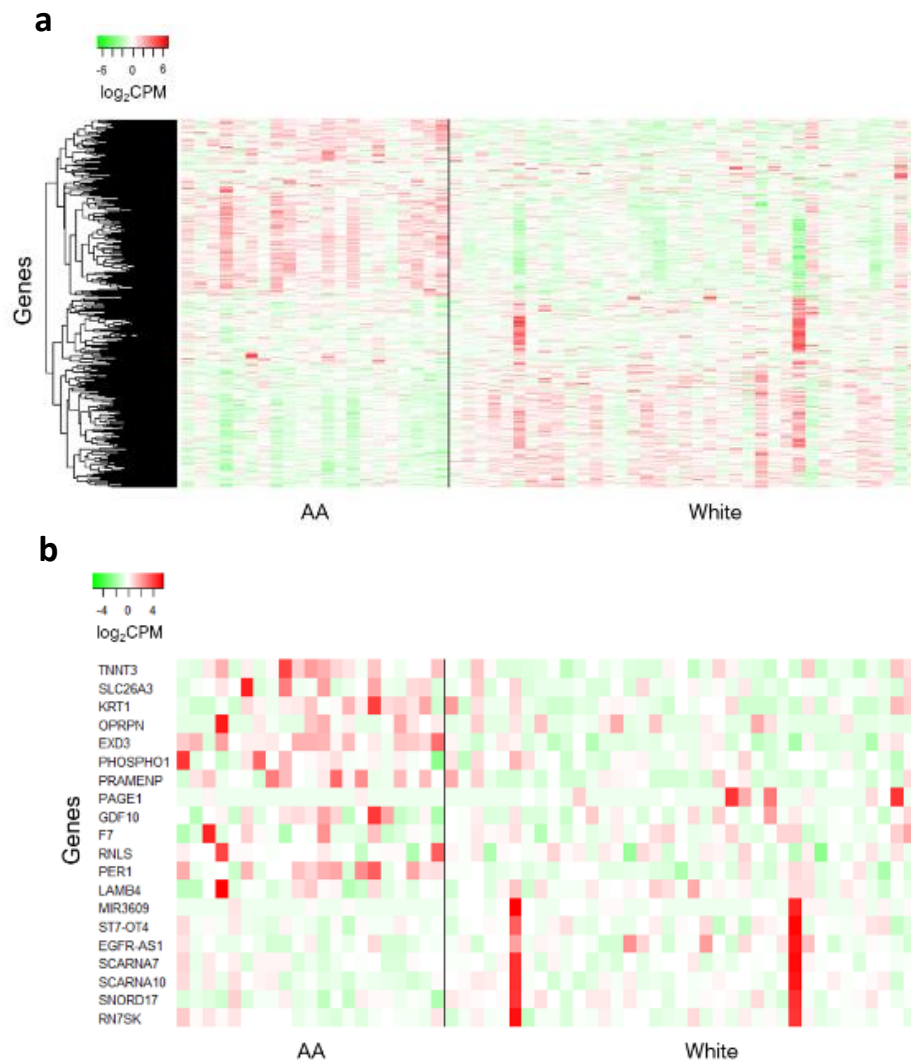 a
-6 0 6
log₂CPM
Genes
AA White
b
-4 0 4
log₂CPM
TNNT3
SLC26A3
KRT1
OPRPN
EXD3
PHOSPHO1
PRAMENP
PAGE1
GDF10
F7
RNLS
PER1
LAMB4
MIR3609
ST7-OT4
EGFR-AS1
SCARNA7
SCARNA10
SNORD17
RN7SK
Genes
AA White